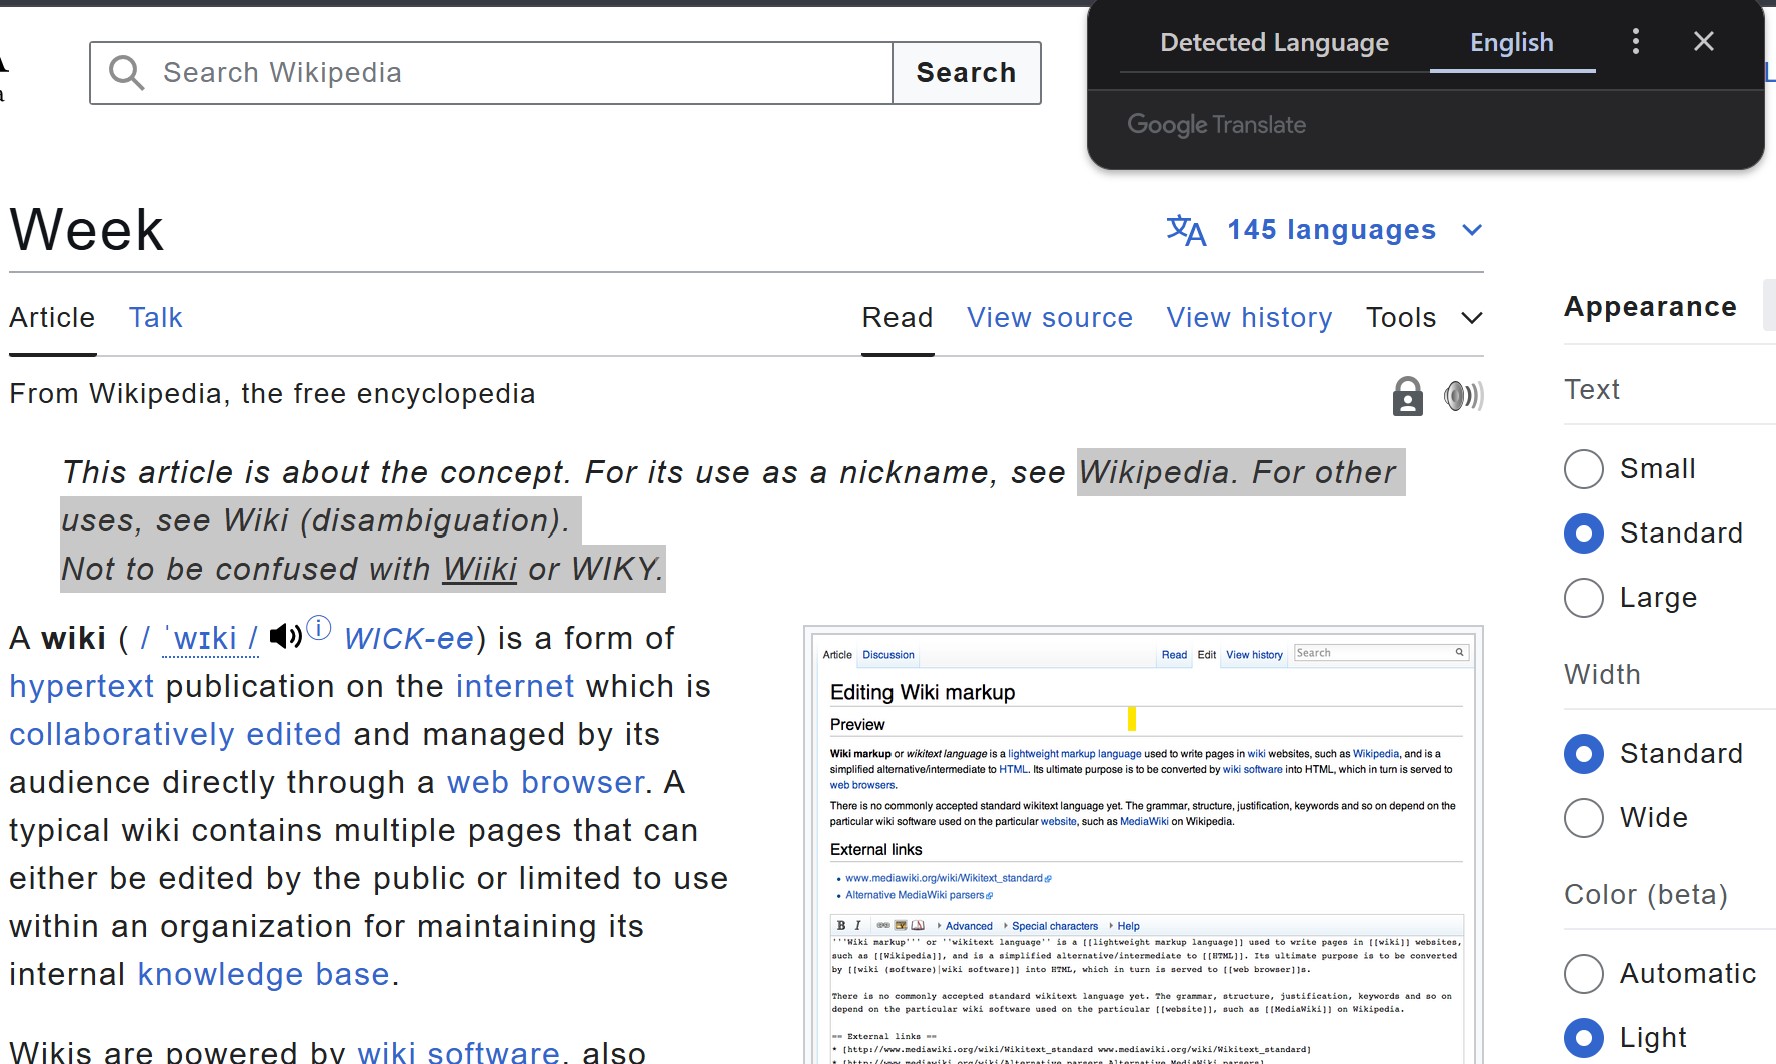 Detected Language English
Google Translate
Search Wikipedia Search
Week
145 languages
Article Talk Read View source View history Tools
From Wikipedia, the free encyclopedia
This article is about the concept. For its use as a nickname, see Wikipedia. For other
uses, see Wiki (disambiguation).
Not to be confused with Wiiki or WIKY.
A wiki ( / ˈwɪki / ⓘ WICK-ee) is a form of
hypertext publication on the internet which is
collaboratively edited and managed by its
audience directly through a web browser. A
typical wiki contains multiple pages that can
either be edited by the public or limited to use
within an organization for maintaining its
internal knowledge base.
Wikis are powered by wiki software, also
Article Discussion Read Edit View history Search
Editing Wiki markup
Preview
Wiki markup or wikitext language is a lightweight markup language used to write pages in wiki websites, such as Wikipedia, and is a
simplified alternative/intermediate to HTML. Its ultimate purpose is to be converted by wiki software into HTML, which in turn is served to
web browsers.
There is no commonly accepted standard wikitext language yet. The grammar, structure, justification, keywords and so on depend on the
particular wiki software used on the particular website, such as MediaWiki on Wikipedia.
External links
• www.mediawiki.org/wiki/Wikitext_standard
• Alternative MediaWiki parsers
B I Advanced Special characters Help
'''Wiki markup''' or ''wikitext language'' is a [[lightweight markup language]] used to write pages in [[wiki]] websites,
such as [[Wikipedia]], and is a simplified alternative/intermediate to [[HTML]]. Its ultimate purpose is to be converted
by [[wiki (software)|wiki software]] into HTML, which in turn is served to [[web browser]]s.
There is no commonly accepted standard wikitext language yet. The grammar, structure, justification, keywords and so on
depend on the particular wiki software used on the particular [[website]], such as [[MediaWiki]] on Wikipedia.
== External links ==
* [http://www.mediawiki.org/wiki/Wikitext_standard www.mediawiki.org/wiki/Wikitext_standard]
Appearance
Text
Small
Standard
Large
Width
Standard
Wide
Color (beta)
Automatic
Light